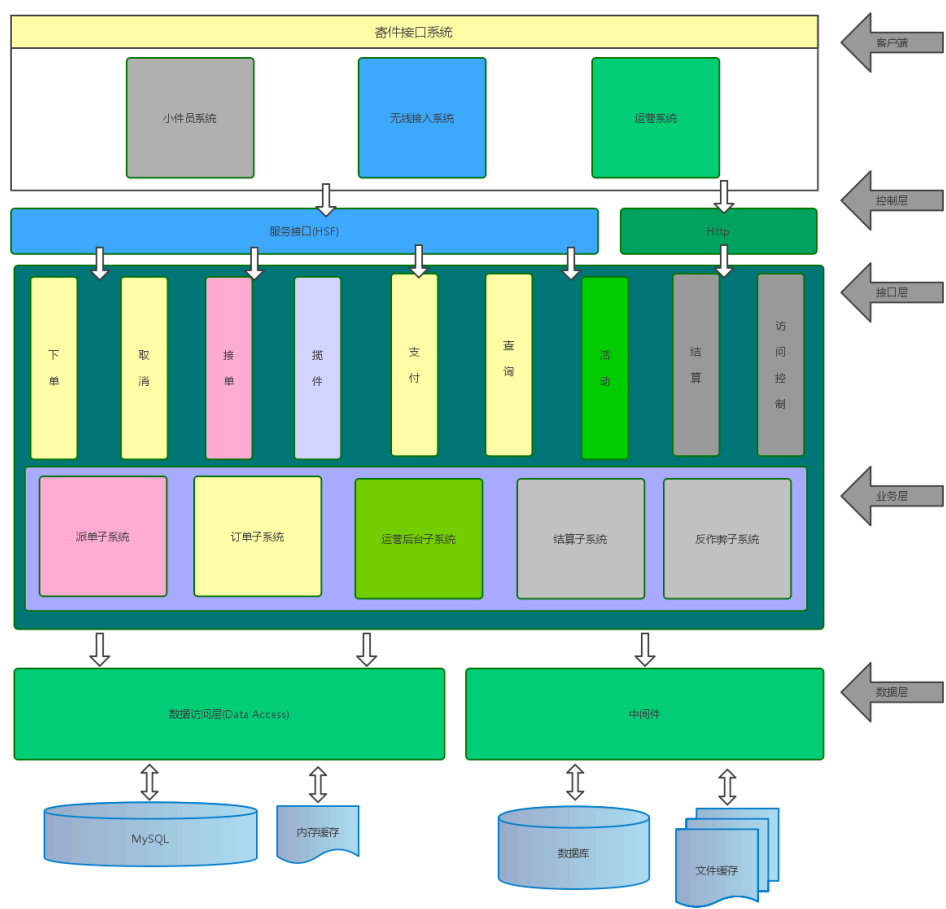 寄件接口系统
客户端
小件员系统
无线接入系统
运营系统
控制层
服务接口(HSF)
Http
接口层
下单
取消
接单
揽件
支付
查询
活动
结算
访问控制
业务层
派单子系统
订单子系统
运营后台子系统
结算子系统
反作弊子系统
数据层
数据访问层(Data Access)
中间件
MySQL
内存缓存
数据库
文件缓存